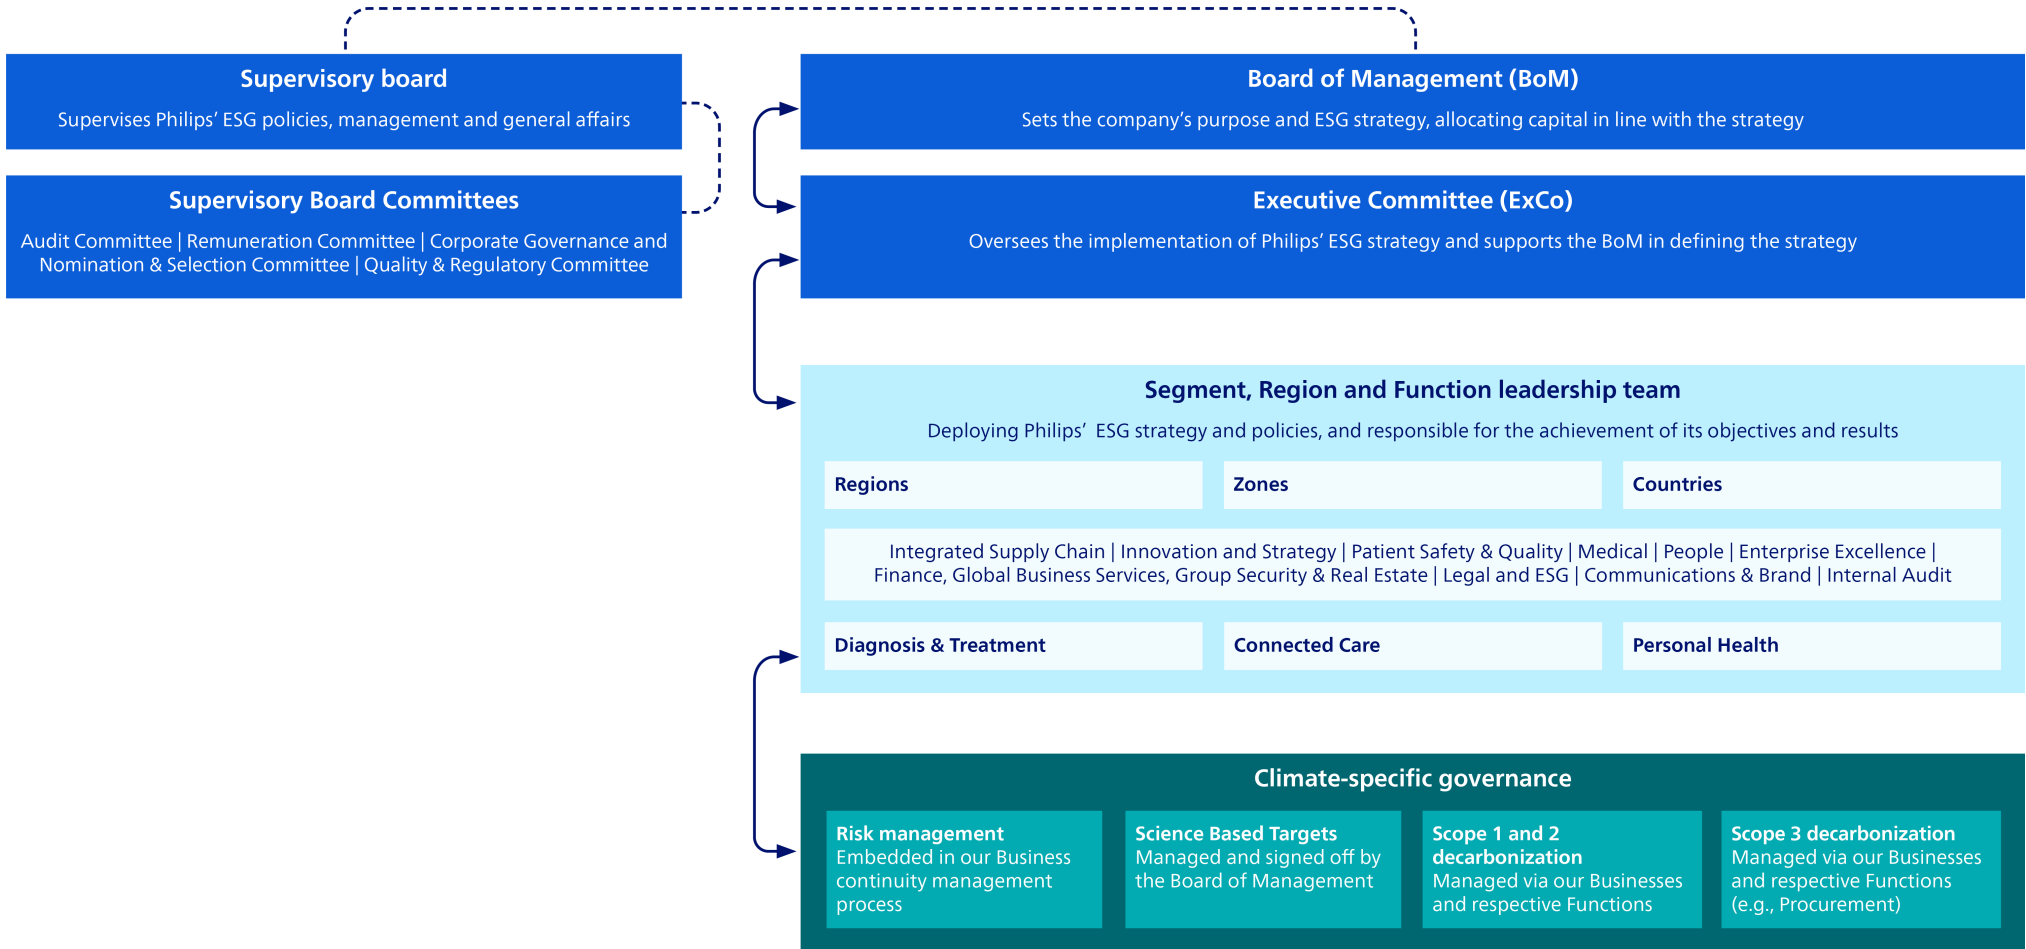 Supervisory board
Supervises Philips’ ESG policies, management and general affairs
Supervisory Board Committees
Audit Committee | Remuneration Committee | Corporate Governance and
Nomination & Selection Committee | Quality & Regulatory Committee
Board of Management (BoM)
Sets the company’s purpose and ESG strategy, allocating capital in line with the strategy
Executive Committee (ExCo)
Oversees the implementation of Philips’ ESG strategy and supports the BoM in defining the strategy
Segment, Region and Function leadership team
Deploying Philips’ ESG strategy and policies, and responsible for the achievement of its objectives and results
Regions
Zones
Countries
Integrated Supply Chain | Innovation and Strategy | Patient Safety & Quality | Medical | People | Enterprise Excellence |
Finance, Global Business Services, Group Security & Real Estate | Legal and ESG | Communications & Brand | Internal Audit
Diagnosis & Treatment
Connected Care
Personal Health
Climate-specific governance
Risk management
Embedded in our Business
continuity management
process
Science Based Targets
Managed and signed off by
the Board of Management
Scope 1 and 2
decarbonization
Managed via our Businesses
and respective Functions
Scope 3 decarbonization
Managed via our Businesses
and respective Functions
(e.g., Procurement)